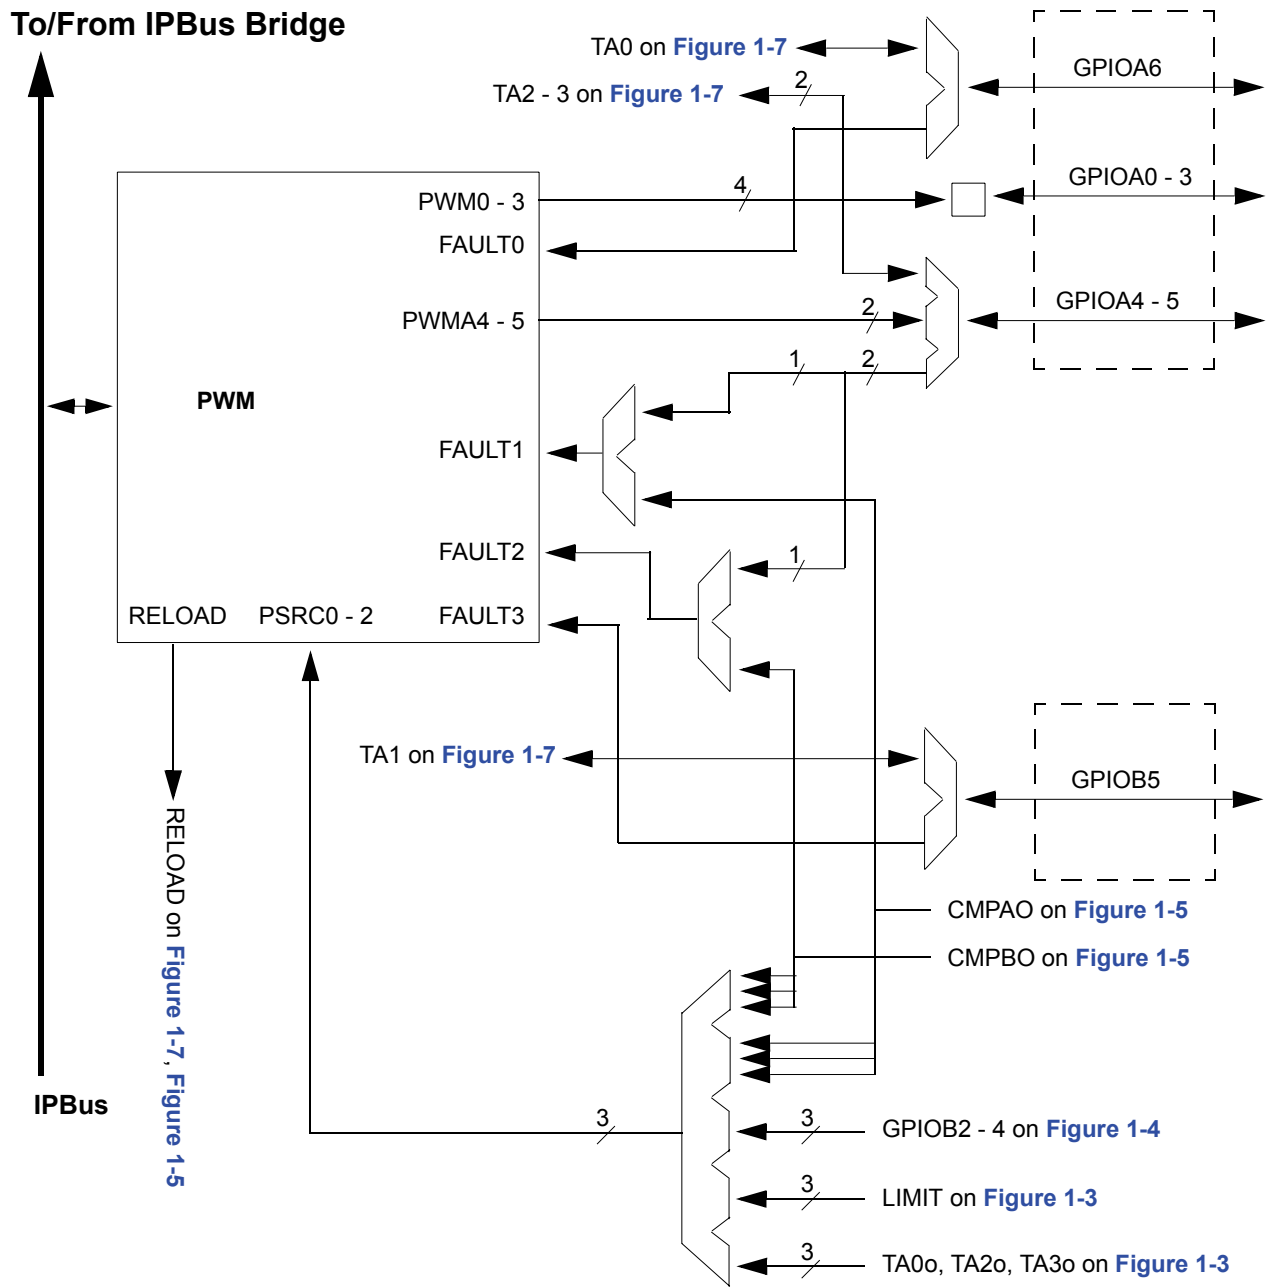 To/From IPBus Bridge
TA0 on Figure 1-7
TA2 - 3 on Figure 1-7
2
GPIOA6
PWM0 - 3
4
GPIOA0 - 3
FAULT0
PWMA4 - 5
2
GPIOA4 - 5
1
2
PWM
FAULT1
FAULT2
1
RELOAD
PSRC0 - 2
FAULT3
TA1 on Figure 1-7
GPIOB5
RELOAD on Figure 1-7, Figure 1-5
CMPAO on Figure 1-5
CMPBO on Figure 1-5
IPBus
3
3
GPIOB2 - 4 on Figure 1-4
3
LIMIT on Figure 1-3
3
TA0o, TA2o, TA3o on Figure 1-3